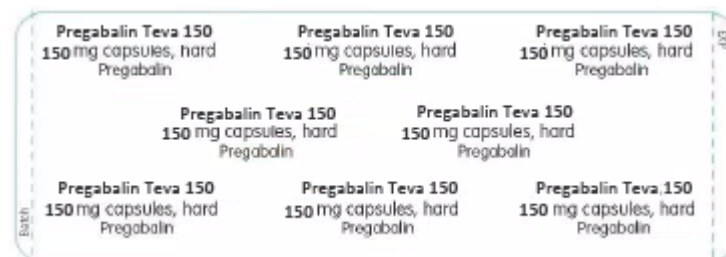 Pregabalin Teva 150 Pregabalin Teva 150 Pregabalin Teva 150
150 mg capsules, hard 150 mg capsules, hard 150 mg capsules, hard
Pregabalin Pregabalin Pregabalin
EXP
Pregabalin Teva 150 Pregabalin Teva 150
150 mg capsules, hard 150 mg capsules, hard
Pregabalin Pregabalin
Pregabalin Teva 150 Pregabalin Teva 150 Pregabalin Teva 150
150 mg capsules, hard 150 mg capsules, hard 150 mg capsules, hard
Pregabalin Pregabalin Pregabalin
Batch